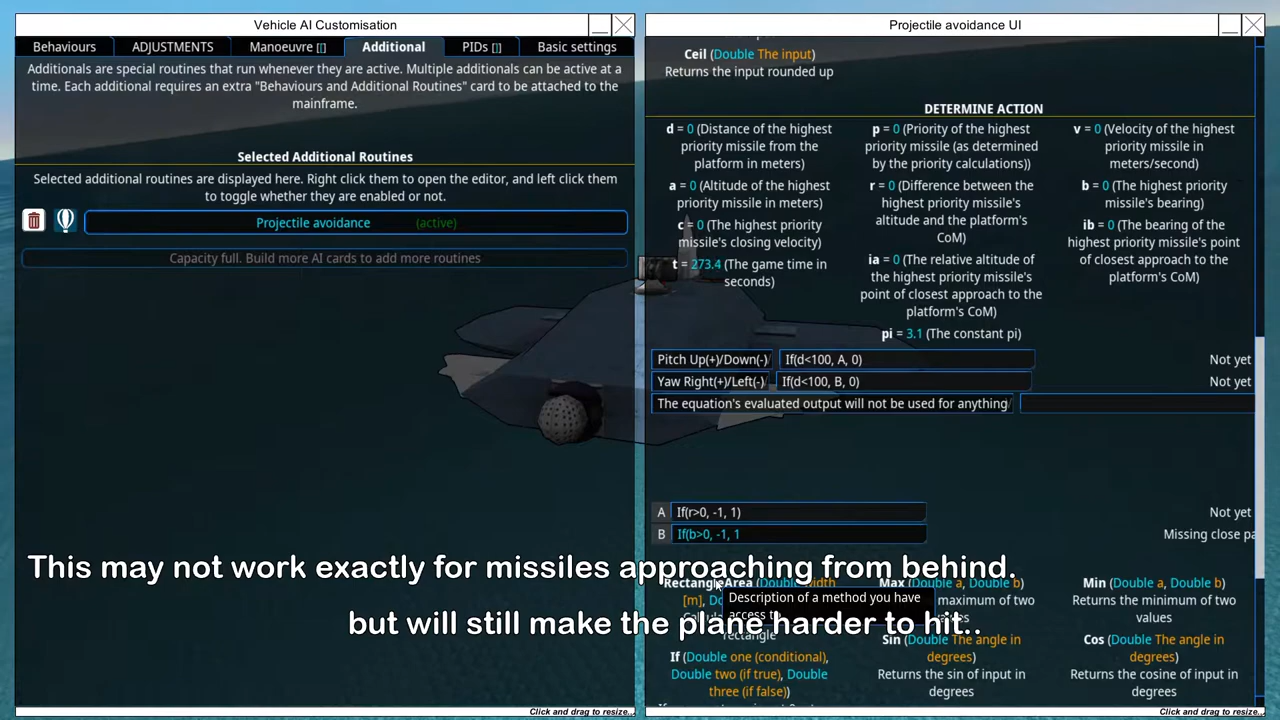 Vehicle AI Customisation
Behaviours
ADJUSTMENTS
Manoeuvre [[]
Additional
PIDs []]
Basic settings
Additionals are special routines that run whenever they are active. Multiple additionals can be active at a
time. Each additional requires an extra "Behaviours and Additional Routines" card to be attached to the
mainframe.
Selected Additional Routines
Selected additional routines are displayed here. Right click them to open the editor, and left click them
to toggle whether they are enabled or not.
Projectile avoidance (active)
Capacity full. Build more AI cards to add more routines
Click and drag to resize..
Projectile avoidance UI
Ceil (Double The input)
Returns the input rounded up
DETERMINE ACTION
d = 0 (Distance of the highest
priority missile from the
platform in meters)
p = 0 (Priority of the highest
priority missile (as determined
by the priority calculations))
v = 0 (Velocity of the highest
priority missile in
meters/second)
a = 0 (Altitude of the highest
priority missile in meters)
r = 0 (Difference between the
highest priority missile's
altitude and the platform's
CoM)
b = 0 (The highest priority
missile's bearing)
c = 0 (The highest priority
missile's closing velocity)
ib = 0 (The bearing of the
highest priority missile's point
of closest approach to the
platform's CoM)
t = 273.4 (The game time in
seconds)
ia = 0 (The relative altitude of
the highest priority missile's
point of closest approach to the
platform's CoM)
pi = 3.1 (The constant pi)
Pitch Up(+)/Down(-) If(d<100, A, 0) Not yet
Yaw Right(+)/Left(-) If(d<100, B, 0) Not yet
The equation's evaluated output will not be used for anything
A If(r>0, -1, 1) Not yet
B If(b>0, -1, 1 Missing close pa
This may not work exactly for missiles approaching from behind.
but will still make the plane harder to hit..
RectangleArea (Double width
[m], Do
rectangle
Description of a method you have
access t
Max (Double a, Double b)
maximum of two
Min (Double a, Double b)
Returns the minimum of two
values
If (Double one (conditional),
Double two (if true), Double
three (if false))
Sin (Double The angle in
degrees)
Returns the sin of input in
degrees
Cos (Double The angle in
degrees)
Returns the cosine of input in
degrees
Click and drag to resize..